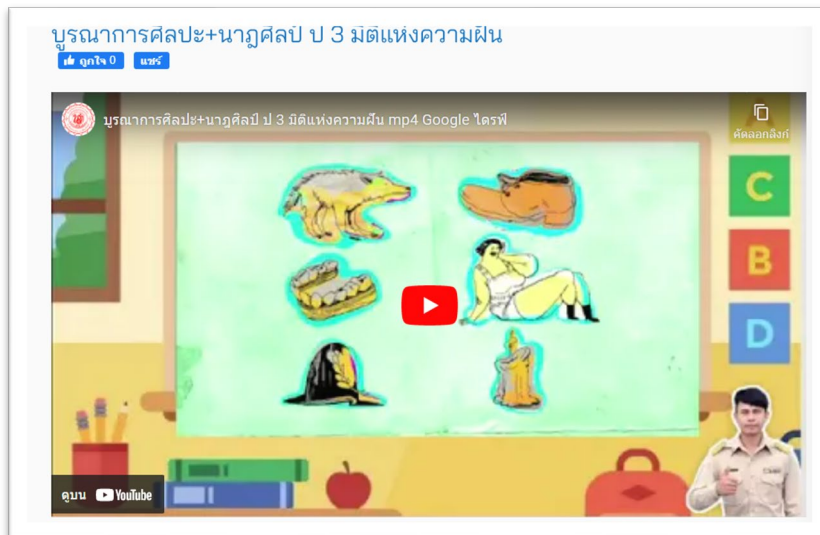 บูรณาการศิลปะ+นาฎศิลป์ ป 3 มิติแห่งความฝัน
ถูกใจ 0 แชร์
บูรณาการศิลปะ+นาฎศิลป์ ป 3 มิติแห่งความฝัน mp4 Google ไดรฟ์
คัดลอกลิงก์
A
C
B
D
ดูบน YouTube